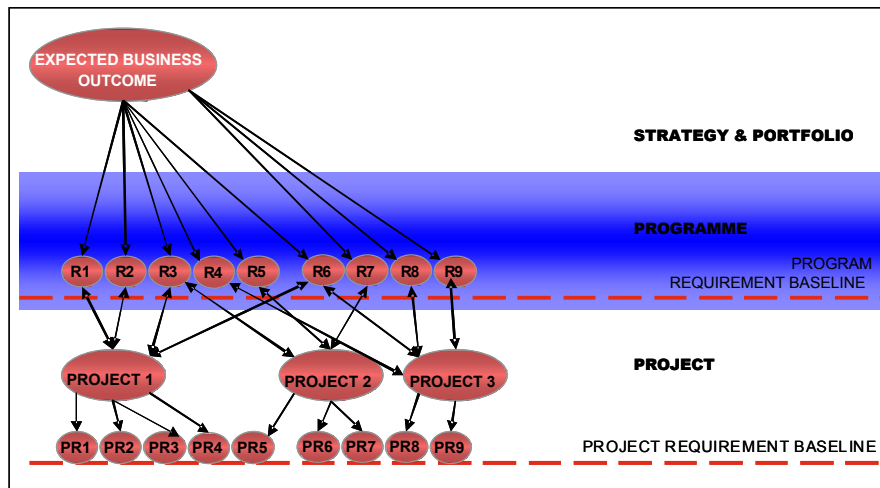 EXPECTED BUSINESS
OUTCOME
STRATEGY & PORTFOLIO
PROGRAMME
R1 R2 R3 R4 R5 R6 R7 R8 R9
PROGRAM
REQUIREMENT BASELINE
PROJECT
PROJECT 1 PROJECT 2 PROJECT 3
PR1 PR2 PR3 PR4 PR5 PR6 PR7 PR8 PR9
PROJECT REQUIREMENT BASELINE